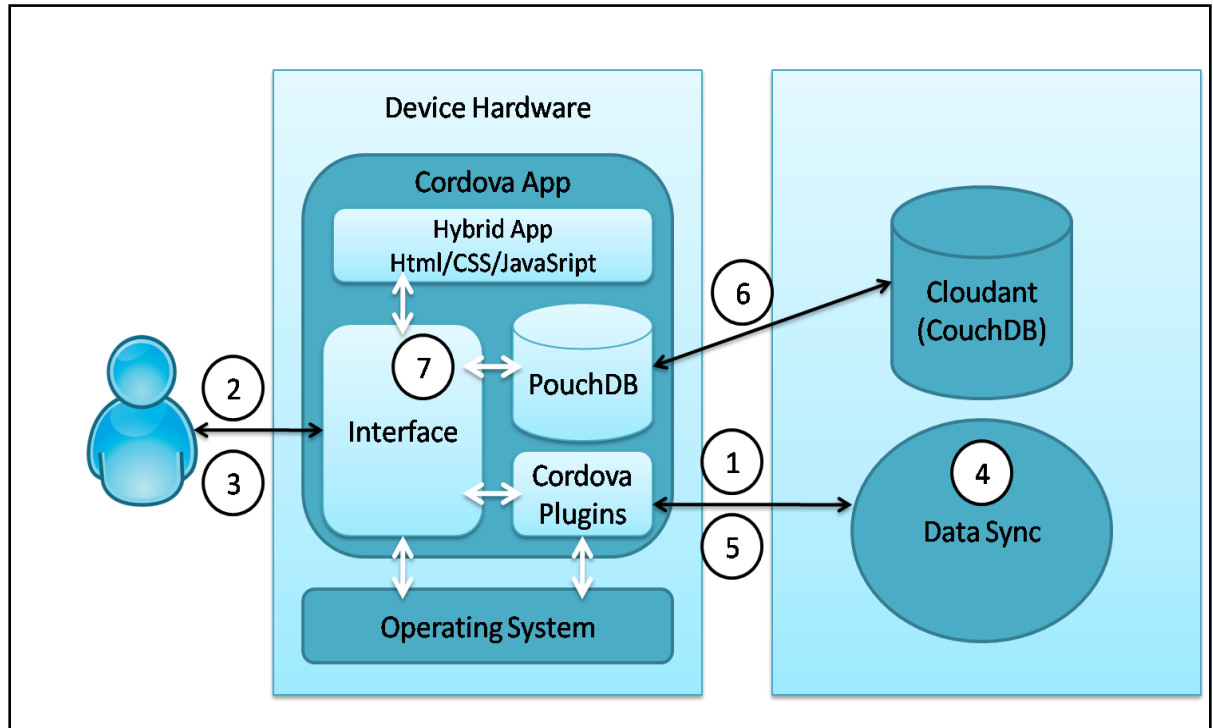 Device Hardware
Cordova App
Hybrid App
Html/CSS/JavaSript
6
Cloudant
(CouchDB)
7
2
PouchDB
Interface
3
Cordova
Plugins
1
5
4
Data Sync
Operating System